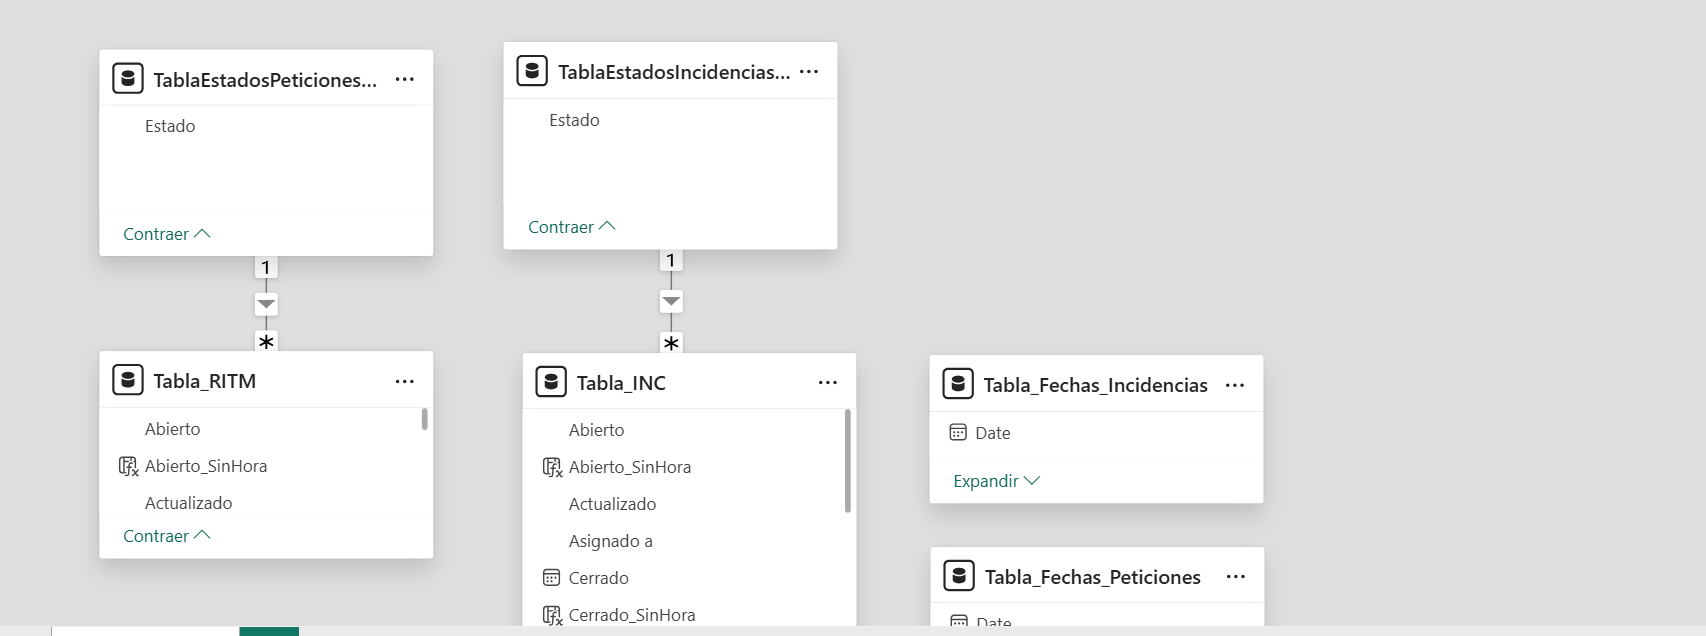 TablaEstadosPeticiones... ...
Estado
Contraer
1
*
Tabla_RITM ...
Abierto
Abierto_SinHora
Actualizado
Contraer
TablaEstadosIncidencias... ...
Estado
Contraer
1
*
Tabla_INC ...
Abierto
Abierto_SinHora
Actualizado
Asignado a
Cerrado
Cerrado_SinHora
Tabla_Fechas_Incidencias ...
Date
Expandir
Tabla_Fechas_Peticiones ...
Date